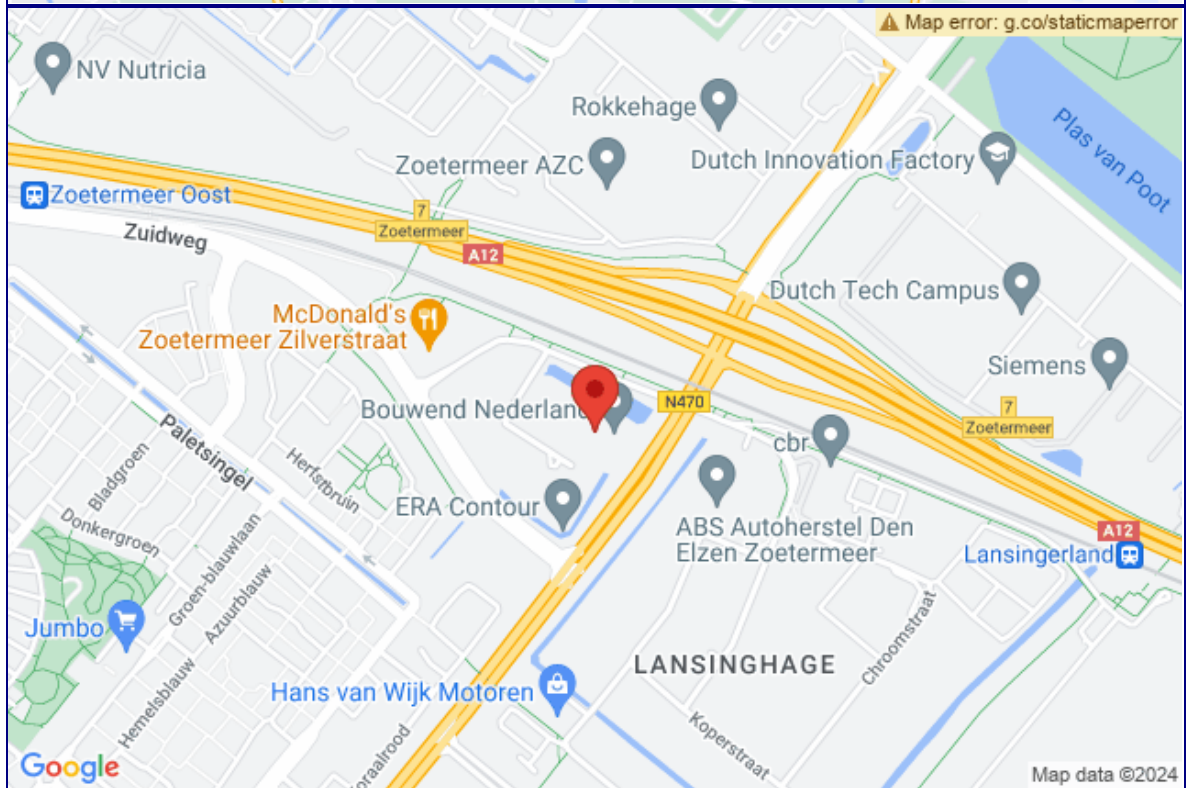 Map error: g.co/staticmaperror
NV Nutricia
Rokkehage
Plas van Poot
Zoetermeer AZC
Dutch Innovation Factory
Zoetermeer Oost
7
Zoetermeer
Zuidweg
A12
Dutch Tech Campus
McDonald's
Zoetermeer Zilverstraat
Siemens
Bouwend Nederland
N470
7
Zoetermeer
cbr
Paletsingel
Bladgroen
Herfstbruin
ERA Contour
Donkergroen
ABS Autoherstel Den
Elzen Zoetermeer
A12
Lansingerland
Groen-blauwlaan
Azuurblauw
Jumbo
Chroomstraat
LANSINGHAGE
Hemelsblauw
Hans van Wijk Motoren
Koperstraat
oraalrood
Google
Map data ©2024